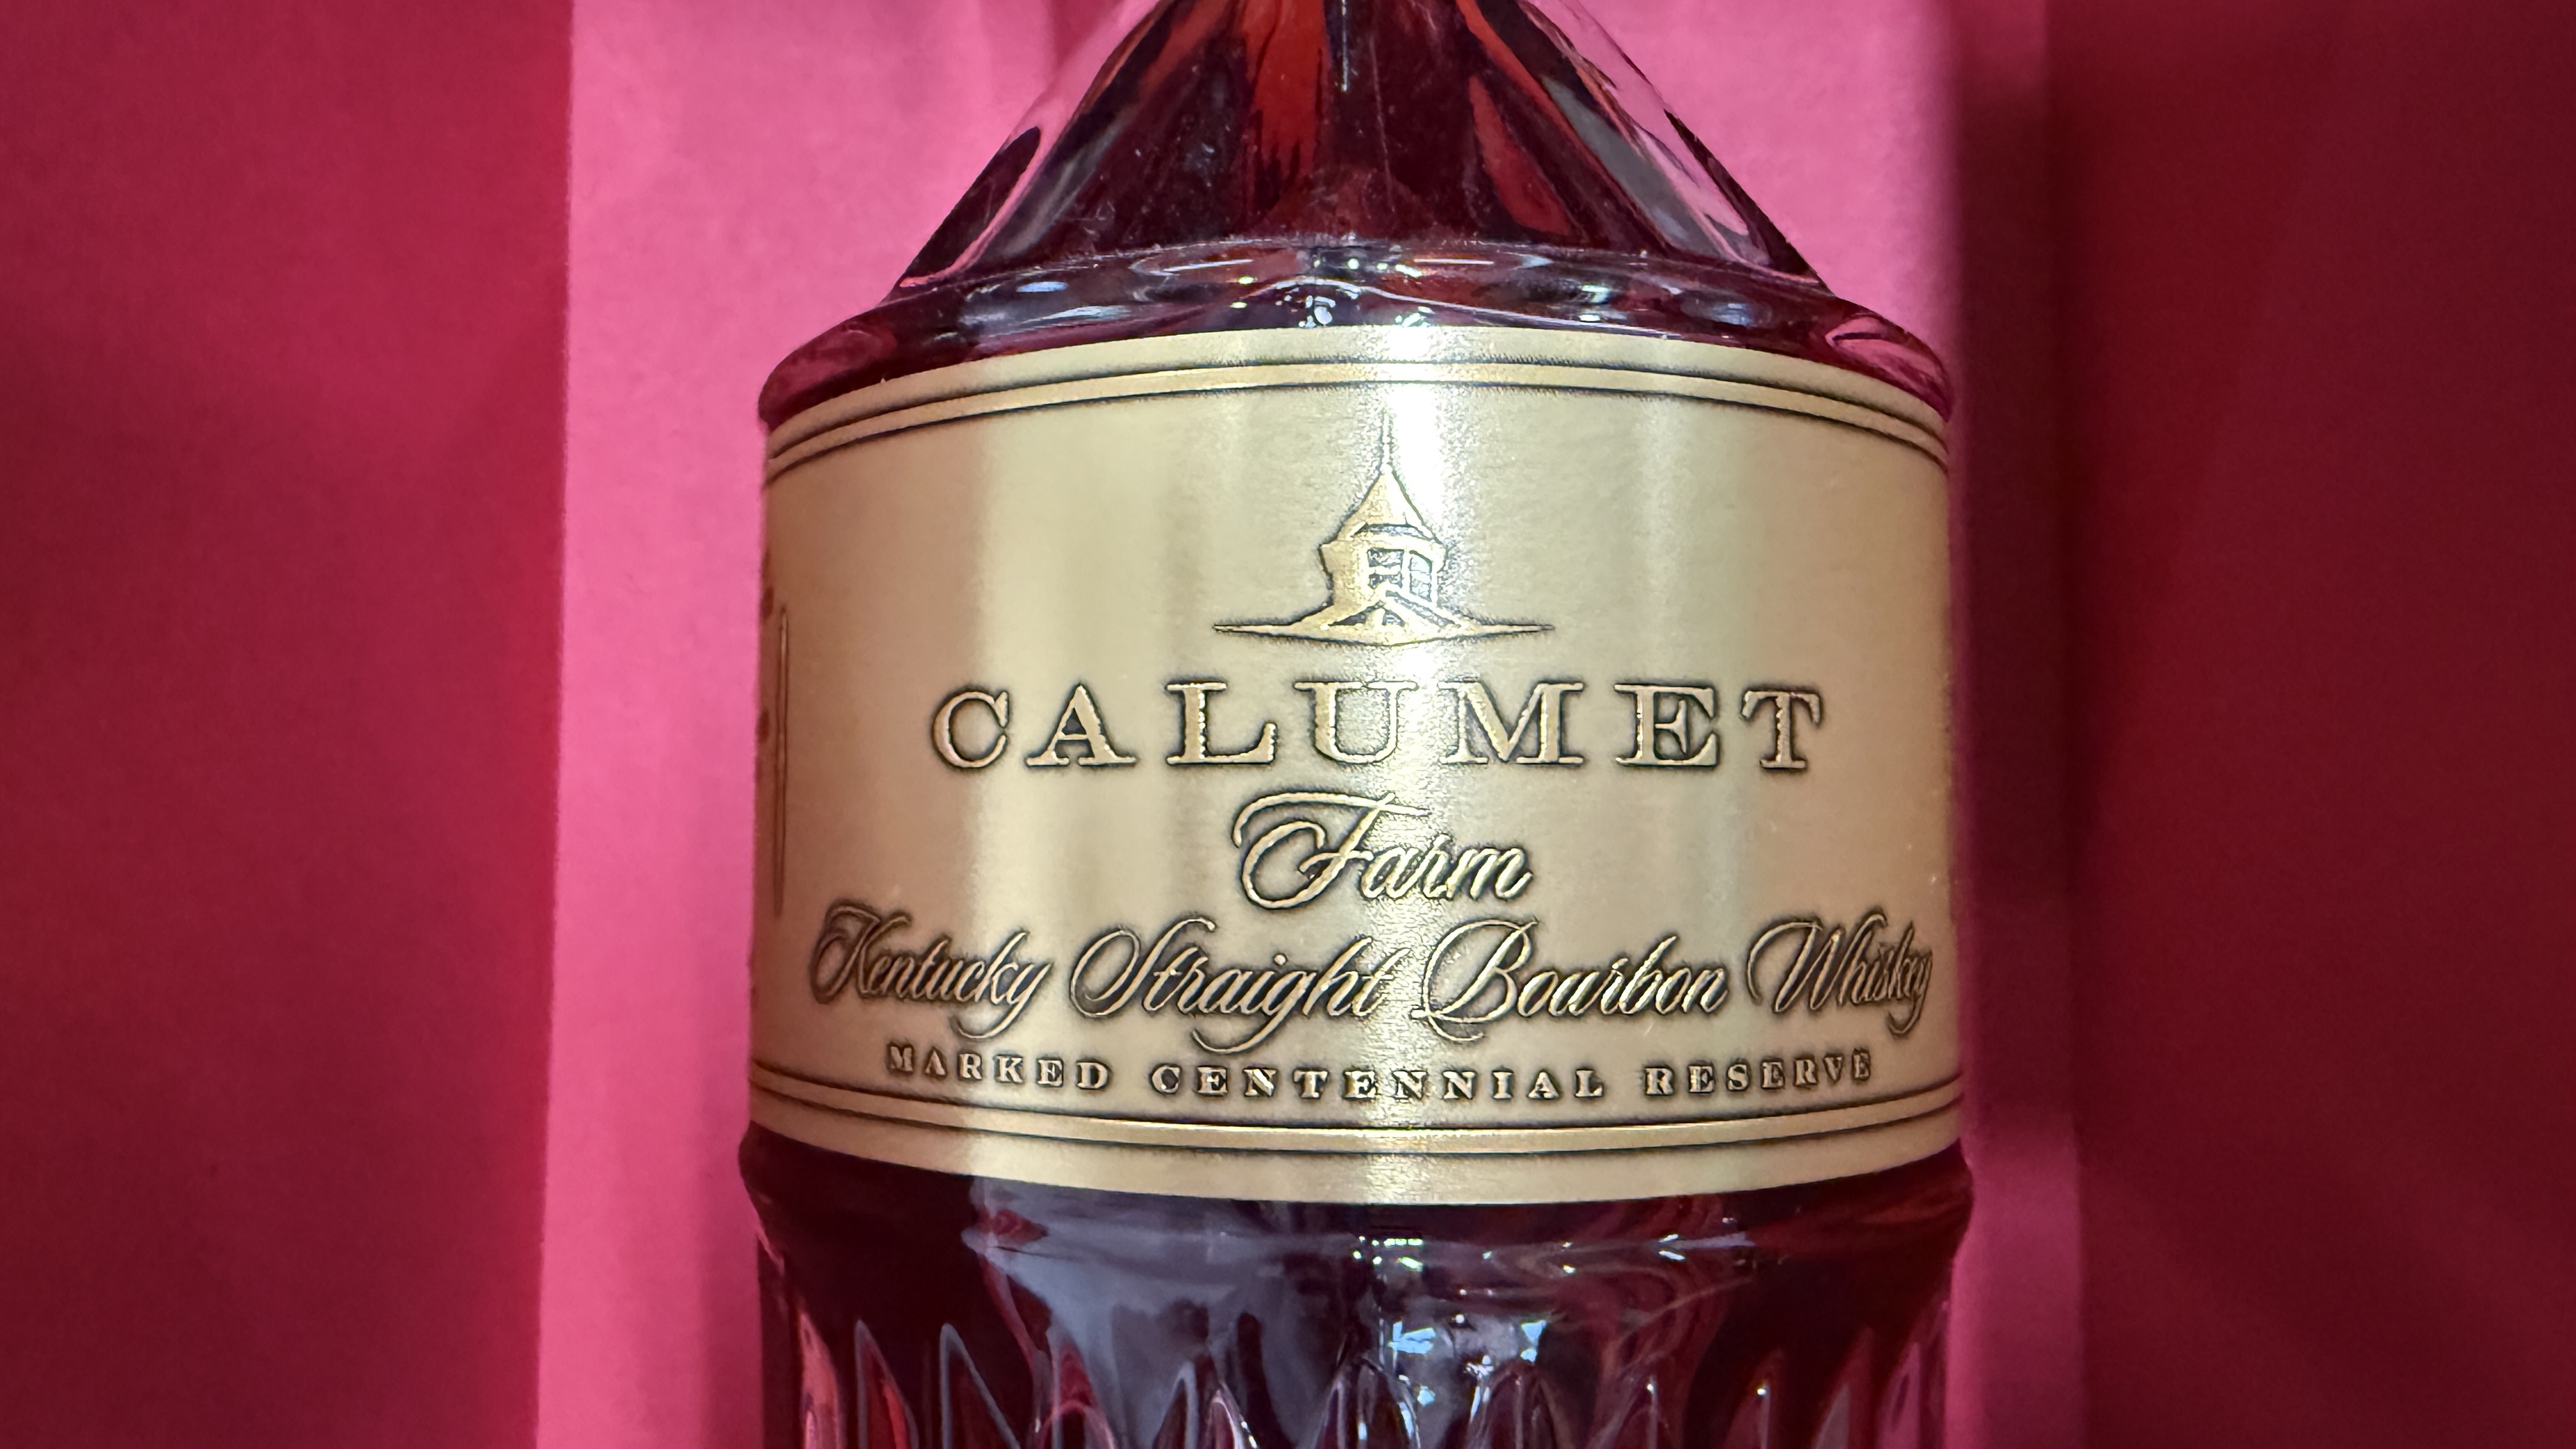 CALUMET
Farm
Kentucky Straight Bourbon Whiskey
MARKED CENTENNIAL RESERVE